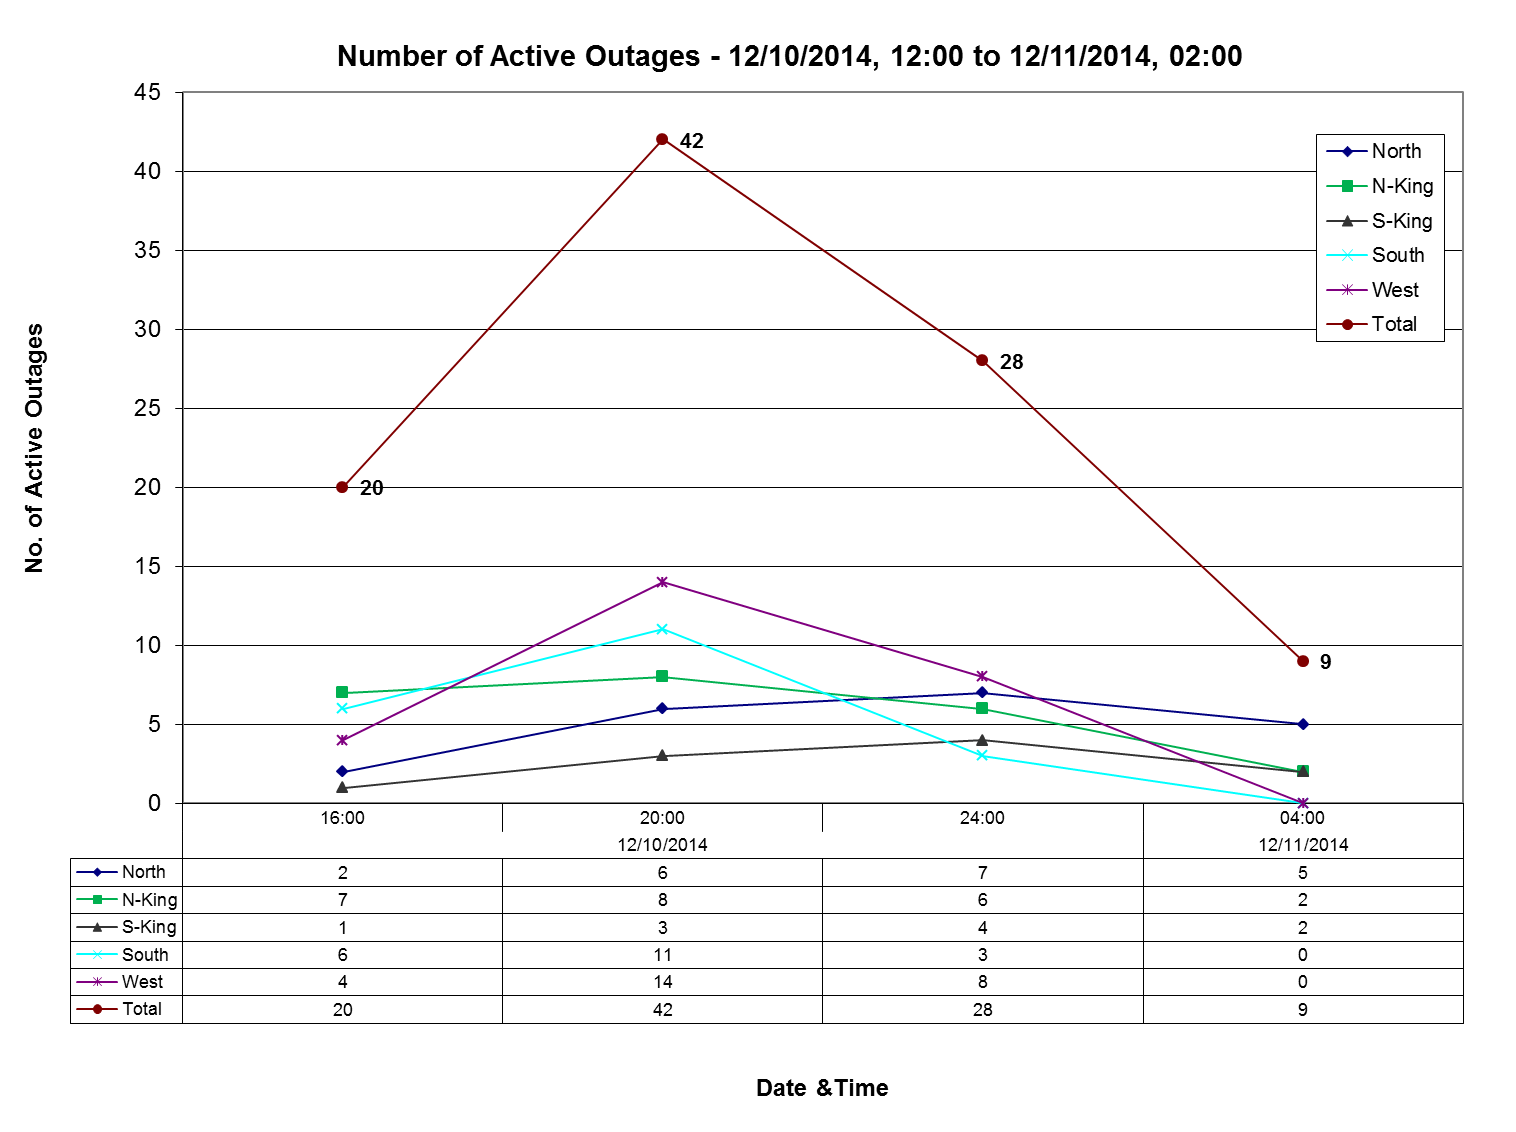 Number of Active Outages - 12/10/2014, 12:00 to 12/11/2014, 02:00
45
40
35
30
25
20
15
10
5
0
No. of Active Outages
42
28
20
9
North
N-King
S-King
South
West
Total
16:00 20:00 24:00 04:00
12/10/2014 12/11/2014
North 2 6 7 5
N-King 7 8 6 2
S-King 1 3 4 2
South 6 11 3 0
West 4 14 8 0
Total 20 42 28 9
Date &Time